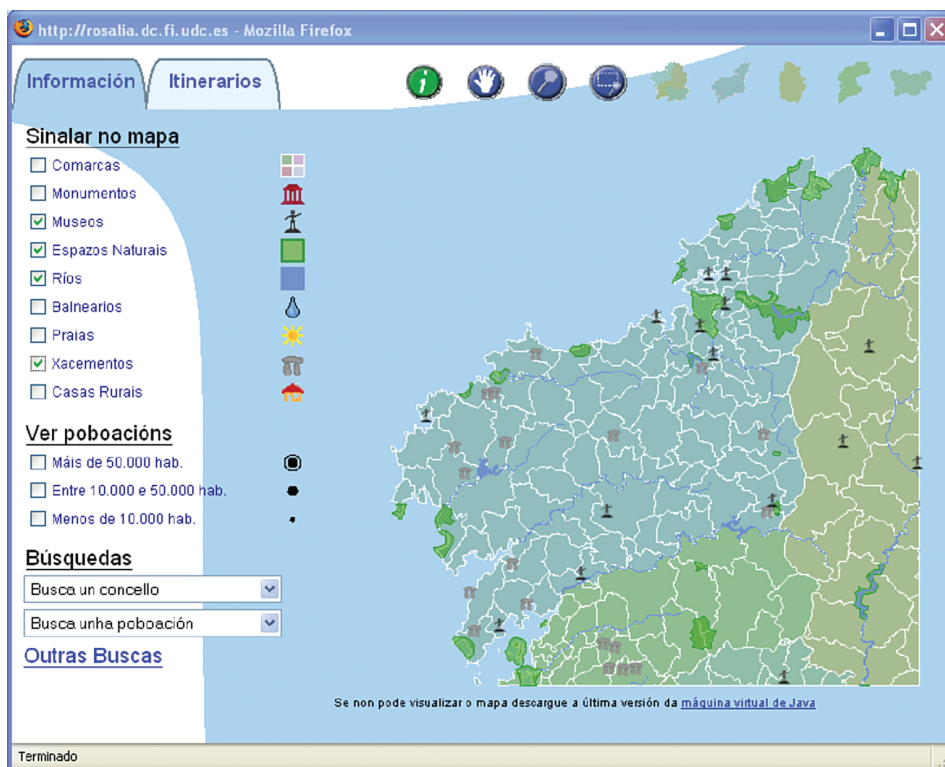 http://rosalia.dc.fi.udc.es - Mozilla Firefox
Información
Itinerarios
Sinalar no mapa
Comarcas
Monumentos
Museos
Espazos Naturais
Ríos
Balnearios
Praias
Xacementos
Casas Rurais
Ver poboacións
Máis de 50.000 hab.
Entre 10.000 e 50.000 hab.
Menos de 10.000 hab.
Búsquedas
Busca un concello
Busca unha poboación
Outras Buscas
Se non pode visualizar o mapa descargue a última versión da máquina virtual de Java
Terminado